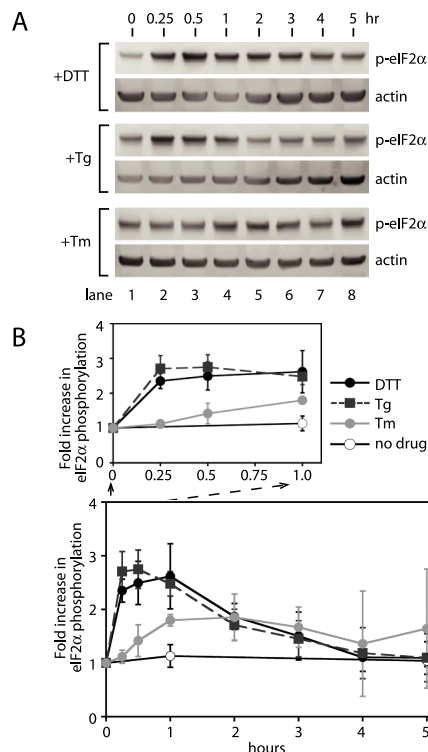 A
0 0.25 0.5 1 2 3 4 5 hr
+DTT
p-eIF2α
actin
+Tg
p-eIF2α
actin
+Tm
p-eIF2α
actin
lane 1 2 3 4 5 6 7 8
B
Fold increase in
eIF2α phosphorylation
4
3
2
1
0
0 0.25 0.5 0.75 1.0
DTT
Tg
Tm
no drug
Fold increase in
eIF2α phosphorylation
4
3
2
1
0
0 1 2 3 4 5
hours